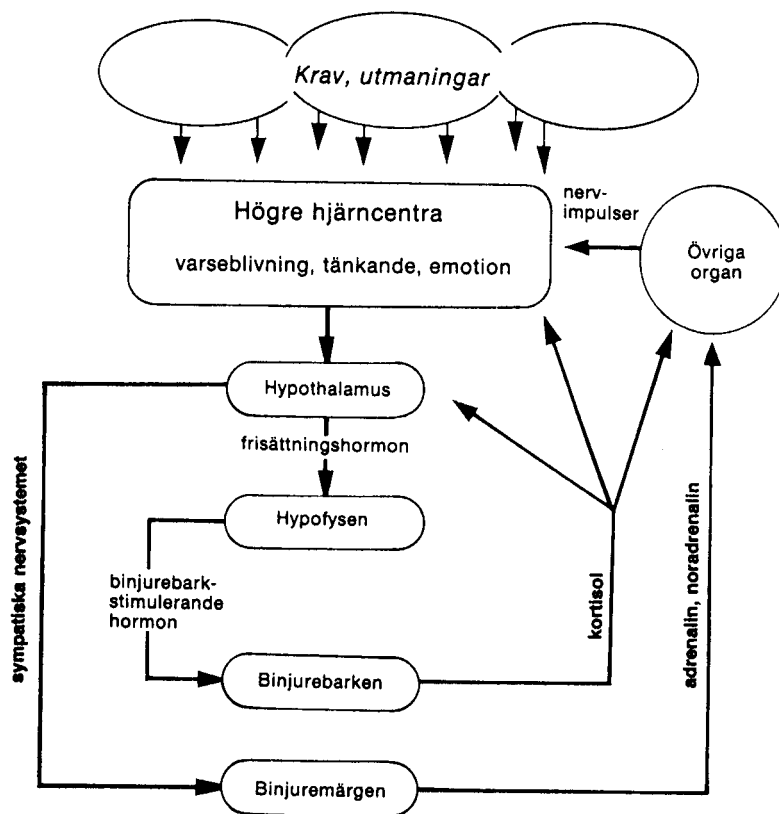 Krav, utmaningar
Högre hjärncentra
varseblivning, tänkande, emotion
nerv-
impulser
Övriga
organ
Hypothalamus
frisättningshormon
Hypofysen
binjurebark-
stimulerande
hormon
Binjurebarken
Binjuremärgen
sympatiska nervsystemet
kortisol
adrenalin, noradrenalin